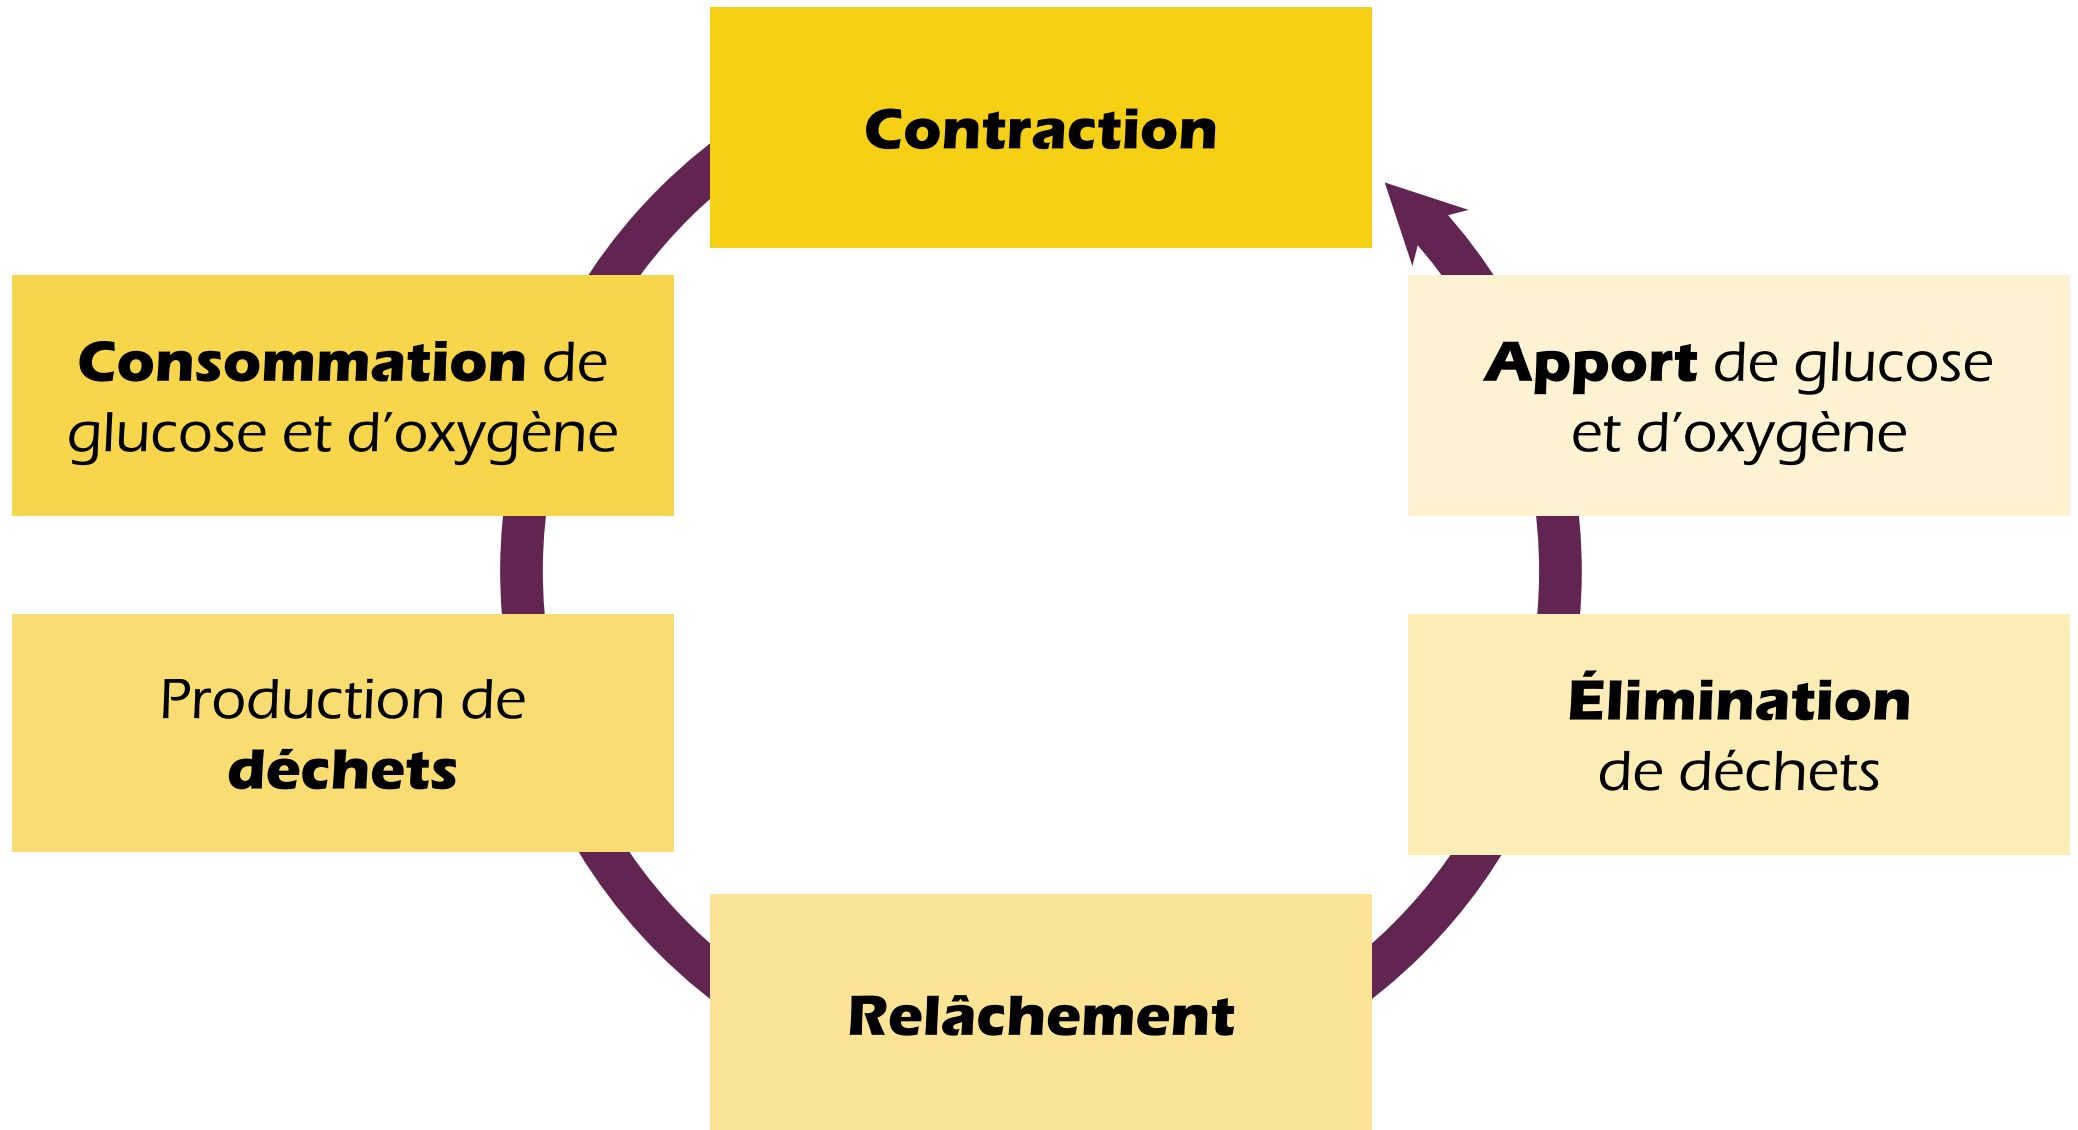 Contraction
Consommation de
glucose et d’oxygène
Production de
déchets
Relâchement
Élimination
de déchets
Apport de glucose
et d’oxygène